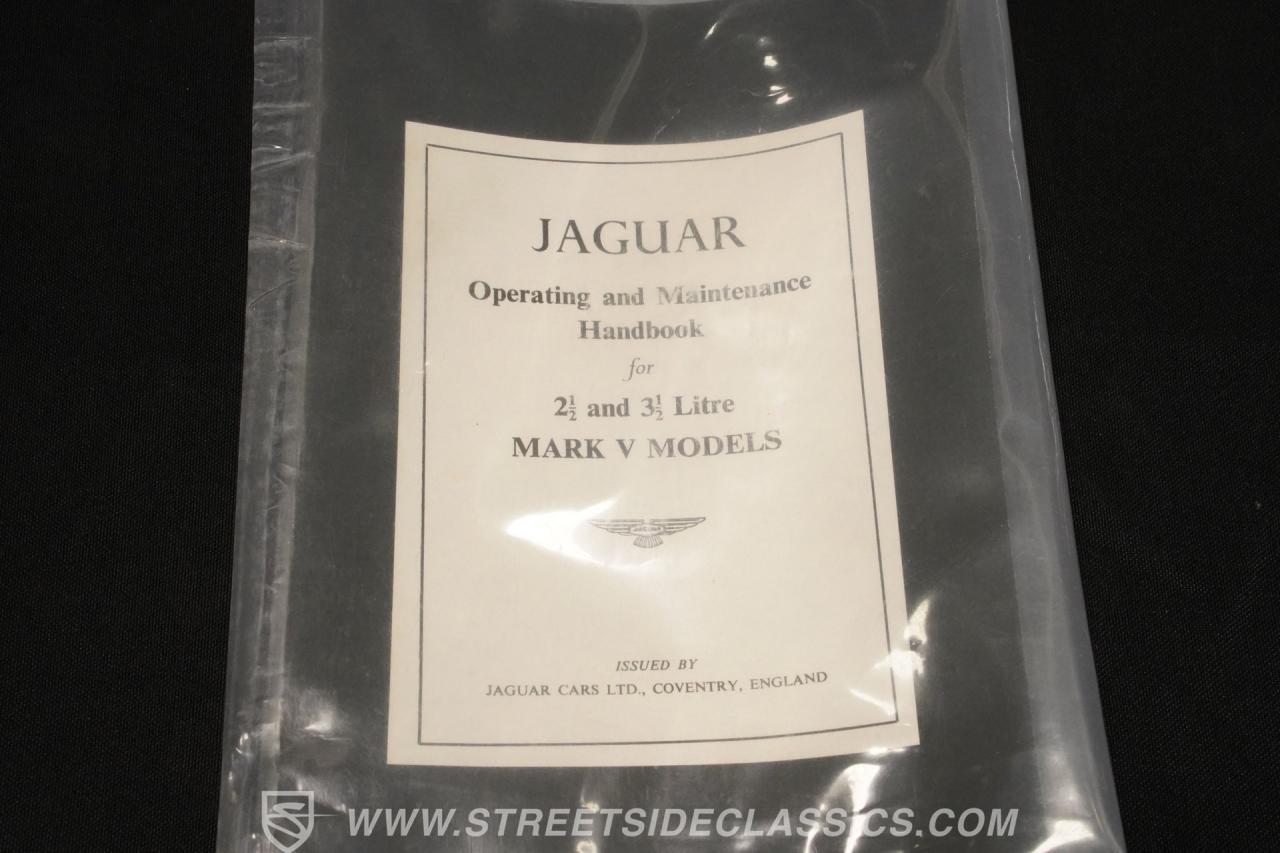 JAGUAR
Operating and Maintenance
Handbook
for
2½ and 3½ Litre
MARK V MODELS
ISSUED BY
JAGUAR CARS LTD., COVENTRY, ENGLAND
WWW.STREETSIDECLASSICS.COM